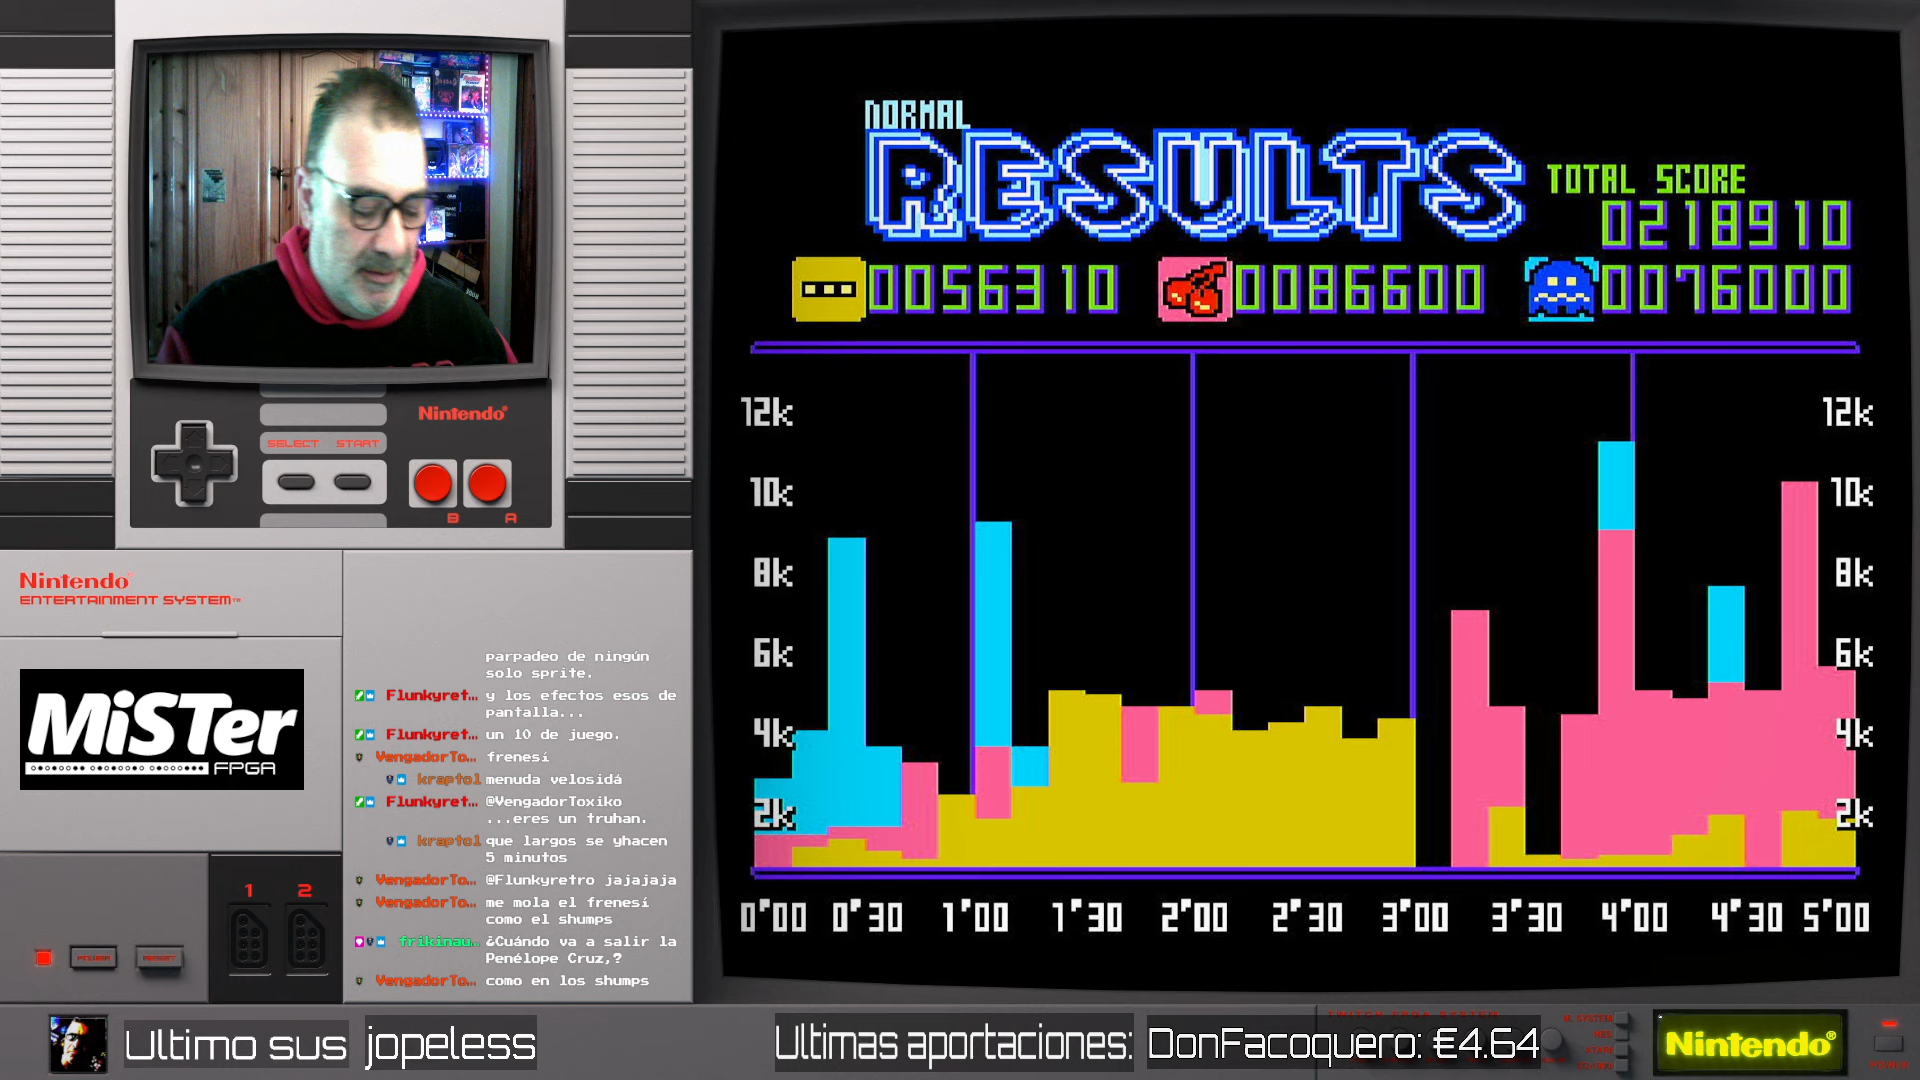 NORMAL
RESULTS
TOTAL SCORE
0218910
0056310
0086600
0076000
12k
12k
10k
10k
8k
8k
6k
6k
4k
4k
2k
2k
0'00 0'30 1'00 1'30 2'00 2'30 3'00 3'30 4'00 4'30 5'00
Nintendo®
SELECT START
B A
Nintendo
ENTERTAINMENT SYSTEM™
MiSTer
FPGA
1 2
POWER
RESET
parpadeo de ningún
solo sprite.
Flunkyret… y los efectos esos de
pantalla...
Flunkyret… un 10 de juego.
VengadorTo… frenesí
kraptol menuda velosidá
Flunkyret… @VengadorToxiko
...eres un truhan.
kraptol que largos se yhacen
5 minutos
VengadorTo… @Flunkyretro jajajaja
VengadorTo… me mola el frenesí
como el shumps
frikinau… ¿Cuándo va a salir la
Penélope Cruz,?
VengadorTo… como en los shumps
Ultimo sus jopeless
Ultimas aportaciones: DonFacoquero: €4.64
Nintendo®
POWER